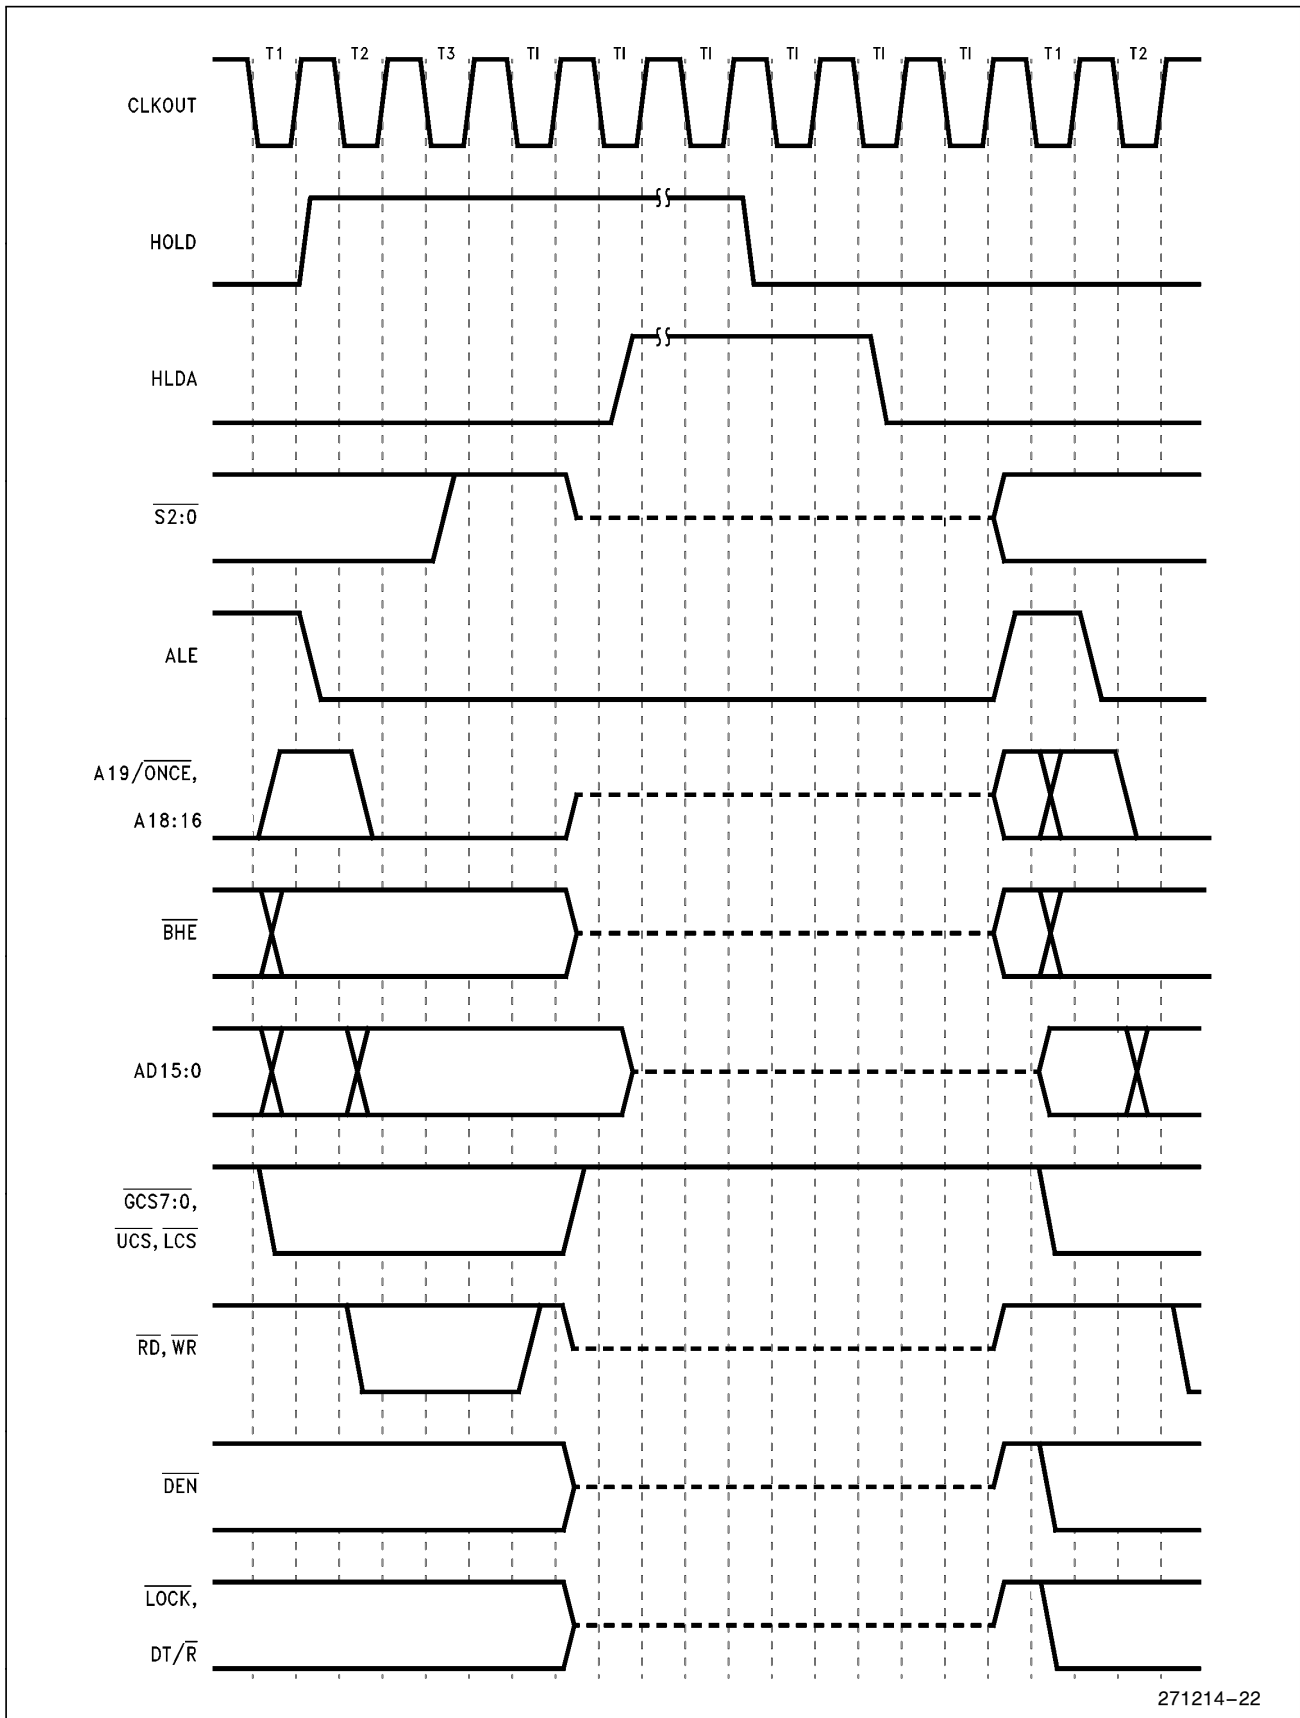 T1 T2 T3 TI TI TI TI TI TI T1 T2
CLKOUT
HOLD
HLDA
S2:0
ALE
A19/ONCE,
A18:16
BHE
AD15:0
GCS7:0,
UCS, LCS
RD, WR
DEN
LOCK,
DT/R
271214-22